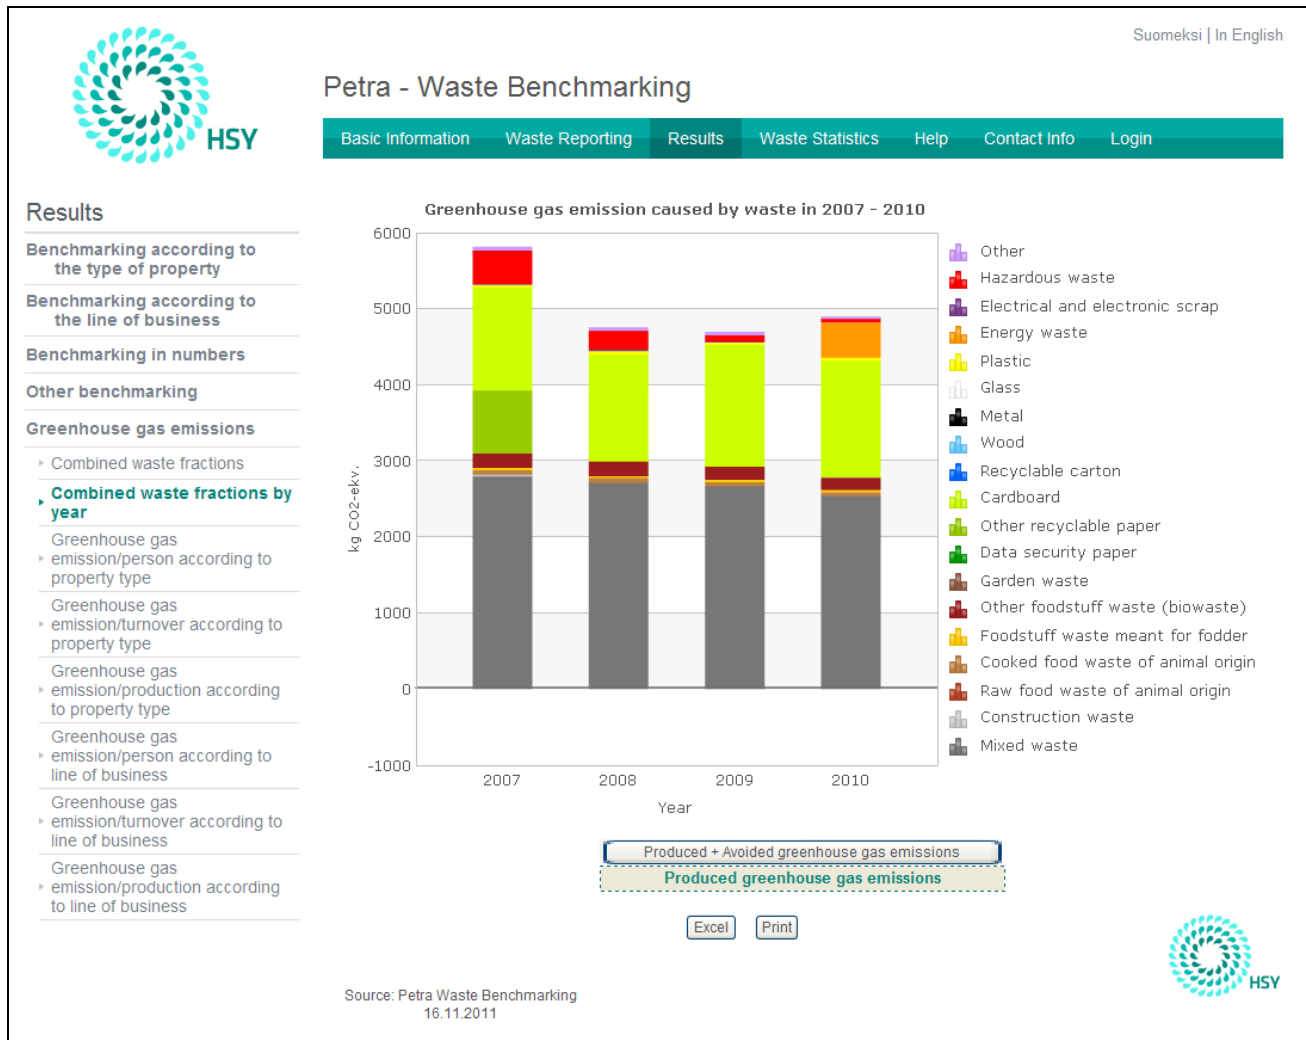 Suomeksi | In English
HSY
Petra - Waste Benchmarking
Basic Information Waste Reporting Results Waste Statistics Help Contact Info Login
Results
Benchmarking according to
the type of property
Benchmarking according to
the line of business
Benchmarking in numbers
Other benchmarking
Greenhouse gas emissions
Combined waste fractions
Combined waste fractions by
year
Greenhouse gas
emission/person according to
property type
Greenhouse gas
emission/turnover according to
property type
Greenhouse gas
emission/production according
to property type
Greenhouse gas
emission/person according to
line of business
Greenhouse gas
emission/turnover according to
line of business
Greenhouse gas
emission/production according
to line of business
Greenhouse gas emission caused by waste in 2007 - 2010
6000
5000
4000
3000
2000
1000
0
-1000
kg CO2-ekv.
2007 2008 2009 2010
Year
Other
Hazardous waste
Electrical and electronic scrap
Energy waste
Plastic
Glass
Metal
Wood
Recyclable carton
Cardboard
Other recyclable paper
Data security paper
Garden waste
Other foodstuff waste (biowaste)
Foodstuff waste meant for fodder
Cooked food waste of animal origin
Raw food waste of animal origin
Construction waste
Mixed waste
Produced + Avoided greenhouse gas emissions
Produced greenhouse gas emissions
Excel Print
HSY
Source: Petra Waste Benchmarking
16.11.2011